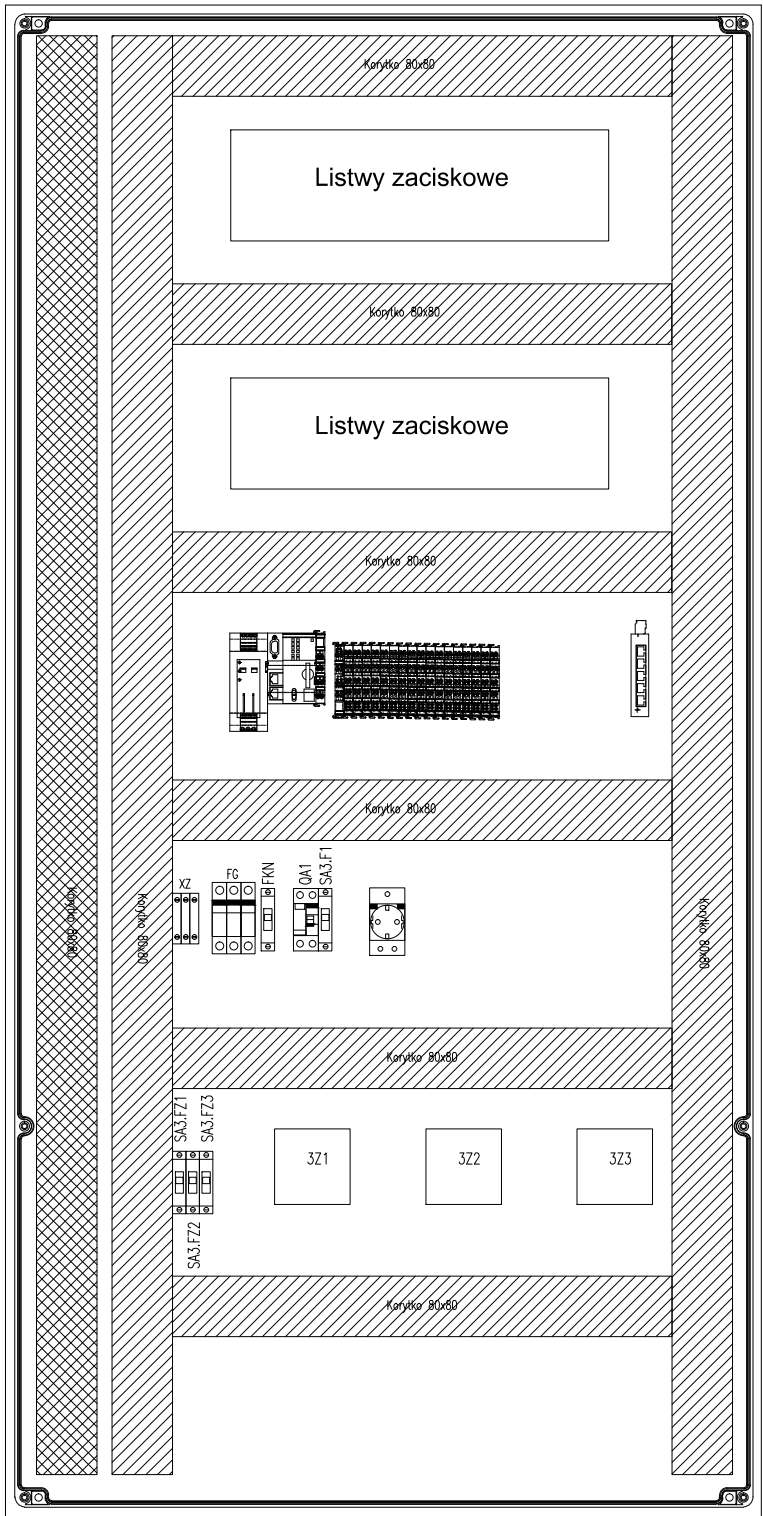 Korytko 80x80
Listwy zaciskowe
Korytko 80x80
Listwy zaciskowe
Korytko 80x80
Korytko 80x80
XZ
FG
FKN
QA1
SA3.F1
Korytko 80x80
Korytko 80x80
Korytko 80x80
Korytko 80x80
SA3.FZ1
SA3.FZ3
SA3.FZ2
3Z1
3Z2
3Z3
Korytko 80x80